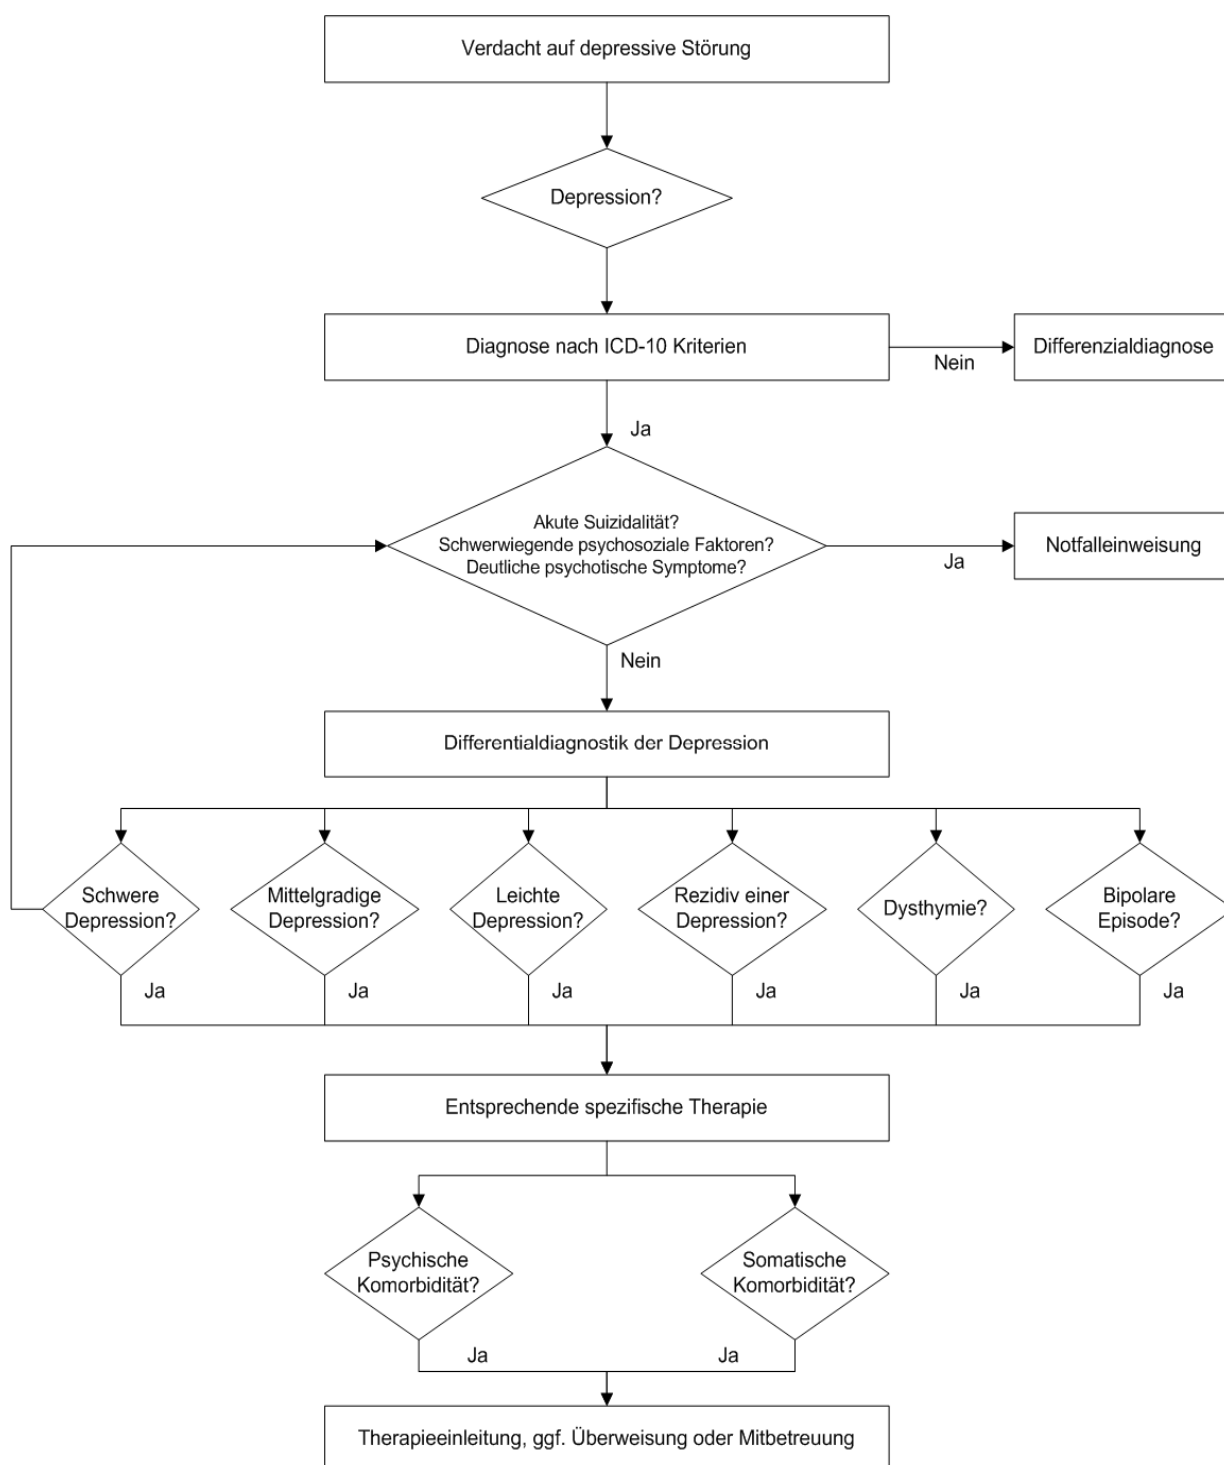 Verdacht auf depressive Störung
Depression?
Diagnose nach ICD-10 Kriterien
Nein
Differenzialdiagnose
Ja
Akute Suizidalität?
Schwerwiegende psychosoziale Faktoren?
Deutliche psychotische Symptome?
Ja
Notfalleinweisung
Nein
Differentialdiagnostik der Depression
Schwere
Depression?
Mittelgradige
Depression?
Leichte
Depression?
Rezidiv einer
Depression?
Dysthymie?
Bipolare
Episode?
Ja
Ja
Ja
Ja
Ja
Ja
Entsprechende spezifische Therapie
Psychische
Komorbidität?
Somatische
Komorbidität?
Ja
Ja
Therapieeinleitung, ggf. Überweisung oder Mitbetreuung